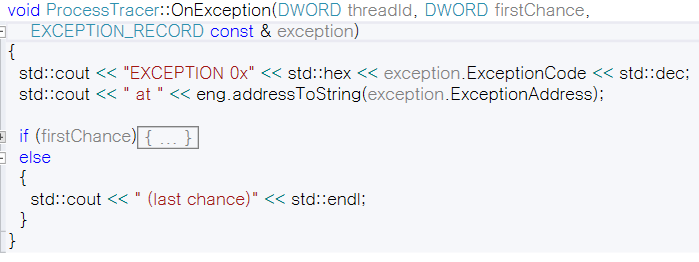 void ProcessTracer::OnException(DWORD threadId, DWORD firstChance,
EXCEPTION_RECORD const & exception)
{
std::cout << "EXCEPTION 0x" << std::hex << exception.ExceptionCode << std::dec;
std::cout << " at " << eng.addressToString(exception.ExceptionAddress);
if (firstChance) { ... }
else
{
std::cout << " (last chance)" << std::endl;
}
}